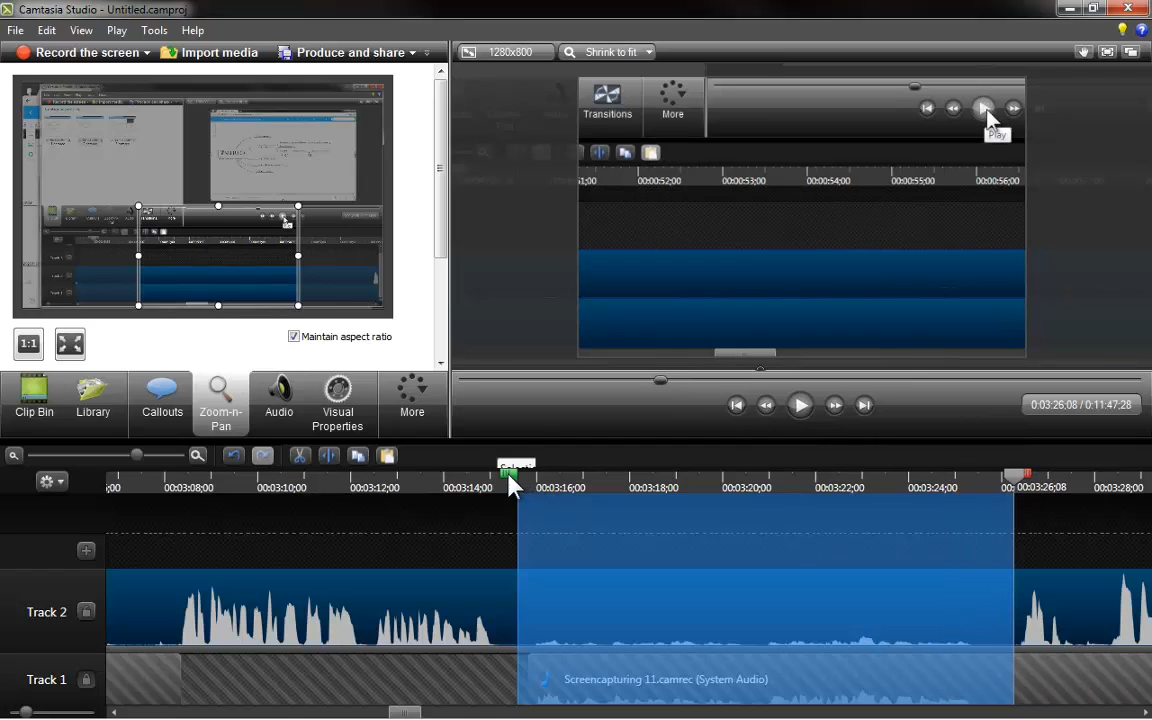 Camtasia Studio - Untitled.camproj
File Edit View Play Tools Help
Record the screen Import media Produce and share
1280x800 Shrink to fit
Transitions More
Play
00:00:52;00 00:00:53;00 00:00:54;00 00:00:55;00 00:00:56;00
1:1
Maintain aspect ratio
Clip Bin Library Callouts Zoom-n-Pan Audio Visual Properties More
0:03:26;08 / 0:11:47;28
00:03:08;00 00:03:10;00 00:03:12;00 00:03:14;00 00:03:16;00 00:03:18;00 00:03:20;00 00:03:22;00 00:03:24;00 00: 00:03:26;08 00:03:28;00
Track 2
Track 1
Screencapturing 11.camrec (System Audio)